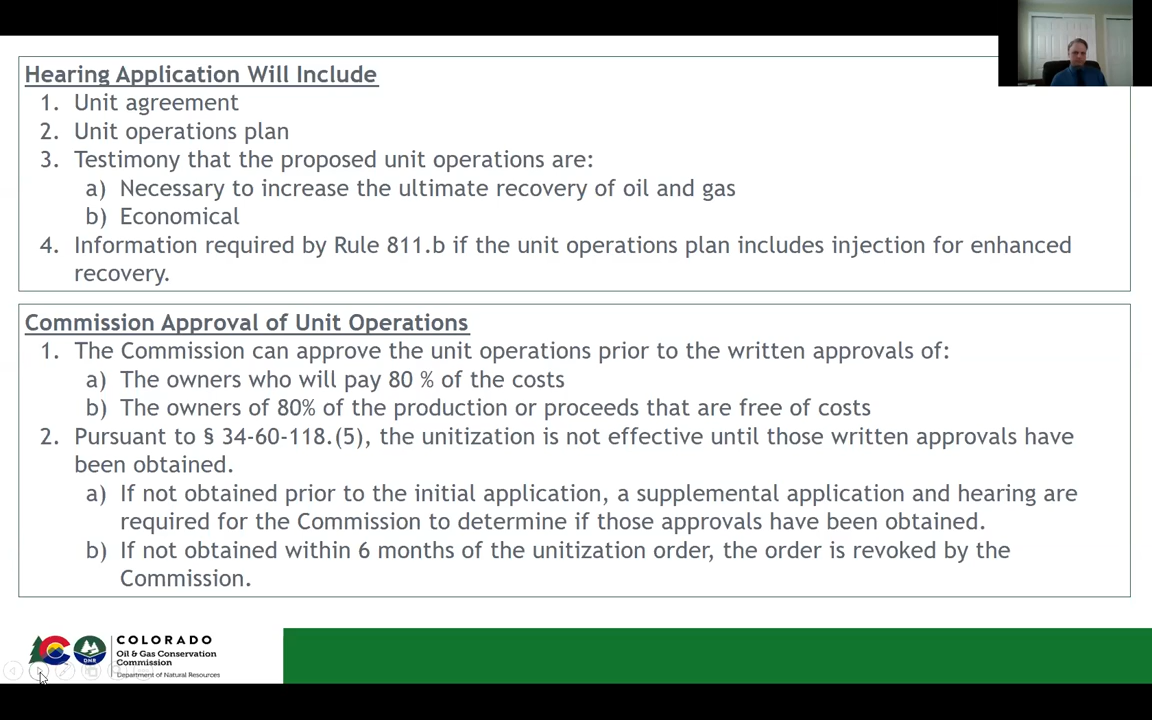 Hearing Application Will Include
1. Unit agreement
2. Unit operations plan
3. Testimony that the proposed unit operations are:
a) Necessary to increase the ultimate recovery of oil and gas
b) Economical
4. Information required by Rule 811.b if the unit operations plan includes injection for enhanced
recovery.
Commission Approval of Unit Operations
1. The Commission can approve the unit operations prior to the written approvals of:
a) The owners who will pay 80 % of the costs
b) The owners of 80% of the production or proceeds that are free of costs
2. Pursuant to § 34-60-118.(5), the unitization is not effective until those written approvals have
been obtained.
a) If not obtained prior to the initial application, a supplemental application and hearing are
required for the Commission to determine if those approvals have been obtained.
b) If not obtained within 6 months of the unitization order, the order is revoked by the
Commission.
COLORADO
Oil & Gas Conservation
Commission
Department of Natural Resources
DNR